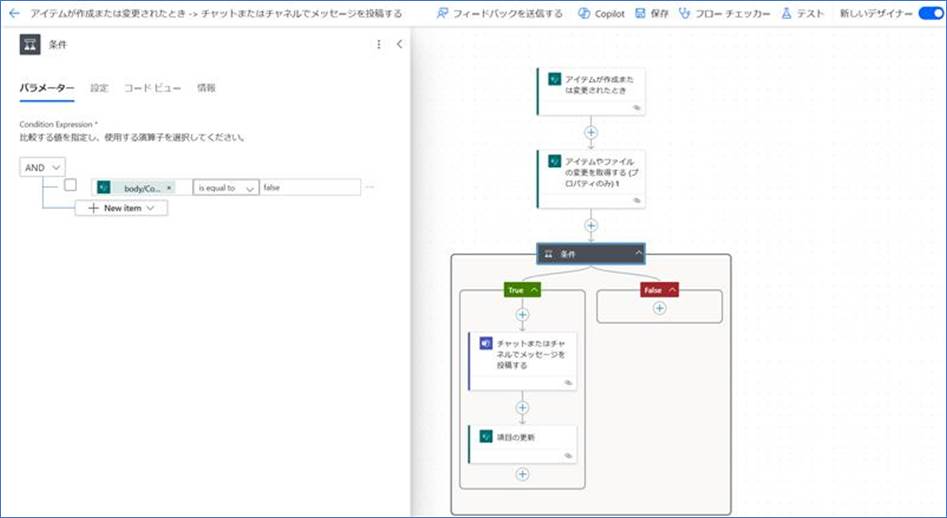 アイテムが作成または変更されたとき -> チャットまたはチャネルでメッセージを投稿する
フィードバックを送信する
Copilot
保存
フロー チェッカー
テスト
新しいデザイナー
条件
パラメーター
設定
コード ビュー
情報
Condition Expression *
比較する値を指定し、使用する演算子を選択してください。
AND
body/Co... ×
is equal to
false
New item
アイテムが作成また
は変更されたとき
アイテムやファイル
の変更を取得する (プ
ロパティのみ) 1
条件
True
False
チャットまたはチャ
ネルでメッセージを
投稿する
項目の更新